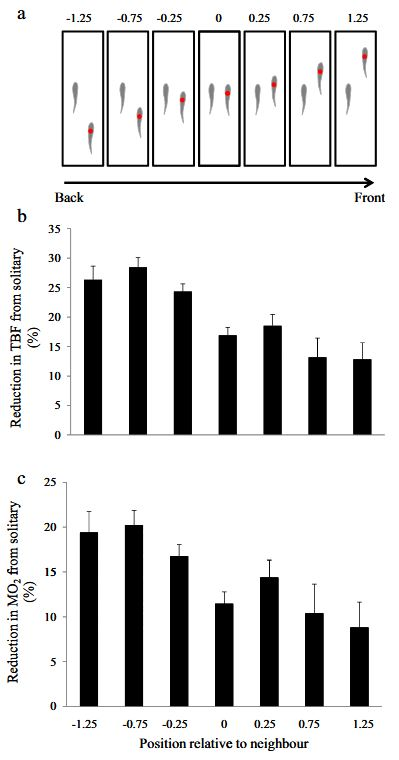 a
-1.25 -0.75 -0.25 0 0.25 0.75 1.25
Back Front
b
Reduction in TBF from solitary
(%)
35
30
25
20
15
10
5
0
c
Reduction in MO2 from solitary
(%)
25
20
15
10
5
0
-1.25 -0.75 -0.25 0 0.25 0.75 1.25
Position relative to neighbour